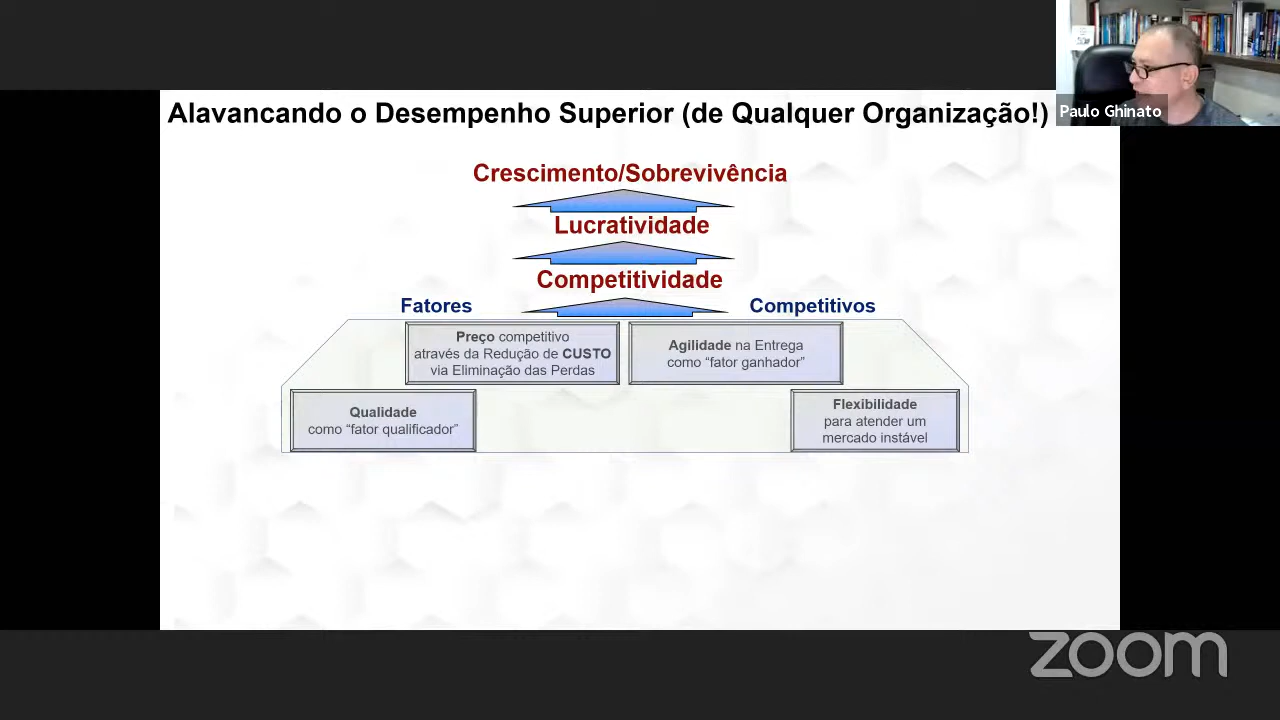 Alavancando o Desempenho Superior (de Qualquer Organização!)
Paulo Ghinato
Crescimento/Sobrevivência
Lucratividade
Competitividade
Fatores
Competitivos
Preço competitivo
através da Redução de CUSTO
via Eliminação das Perdas
Agilidade na Entrega
como “fator ganhador”
Qualidade
como “fator qualificador”
Flexibilidade
para atender um
mercado instável
zoom